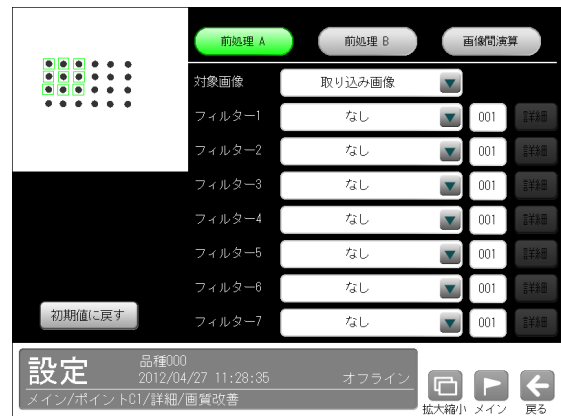 前処理 A
前処理 B
画像間演算
対象画像 取り込み画像
フィルター1 なし 001 詳細
フィルター2 なし 001 詳細
フィルター3 なし 001 詳細
フィルター4 なし 001 詳細
フィルター5 なし 001 詳細
フィルター6 なし 001 詳細
フィルター7 なし 001 詳細
初期値に戻す
設定
品種000
2012/04/27 11:28:35 オフライン
メイン/ポイントC1/詳細/画質改善
拡大縮小 メイン 戻る